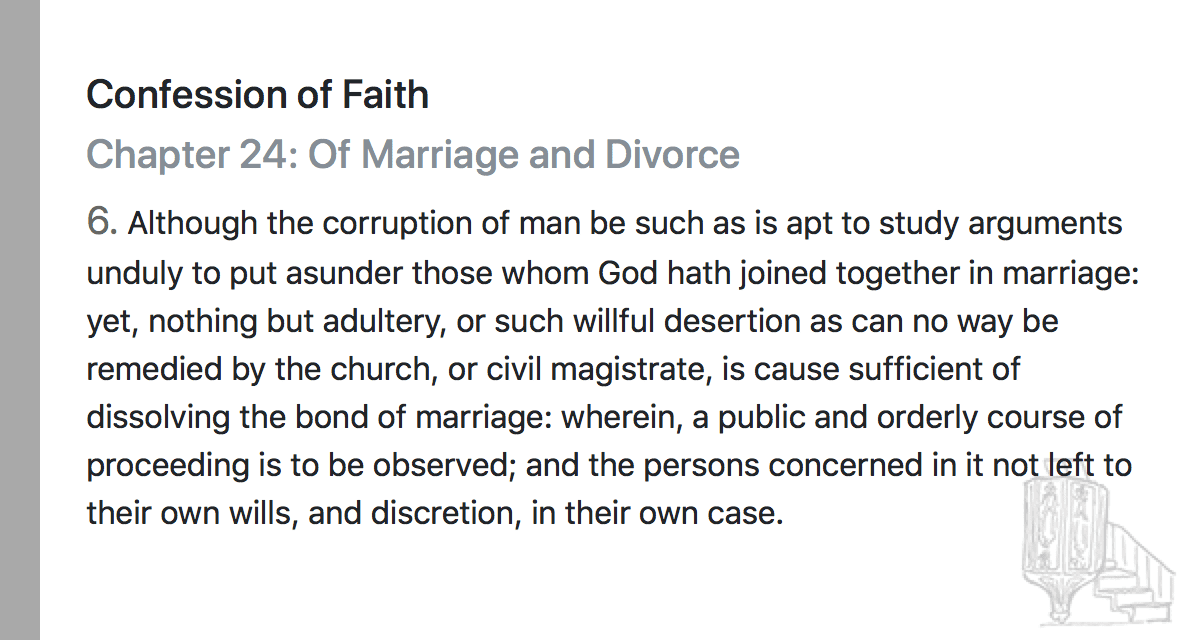 Confession of Faith
Chapter 24: Of Marriage and Divorce
6. Although the corruption of man be such as is apt to study arguments
unduly to put asunder those whom God hath joined together in marriage:
yet, nothing but adultery, or such willful desertion as can no way be
remedied by the church, or civil magistrate, is cause sufficient of
dissolving the bond of marriage: wherein, a public and orderly course of
proceeding is to be observed; and the persons concerned in it not left to
their own wills, and discretion, in their own case.